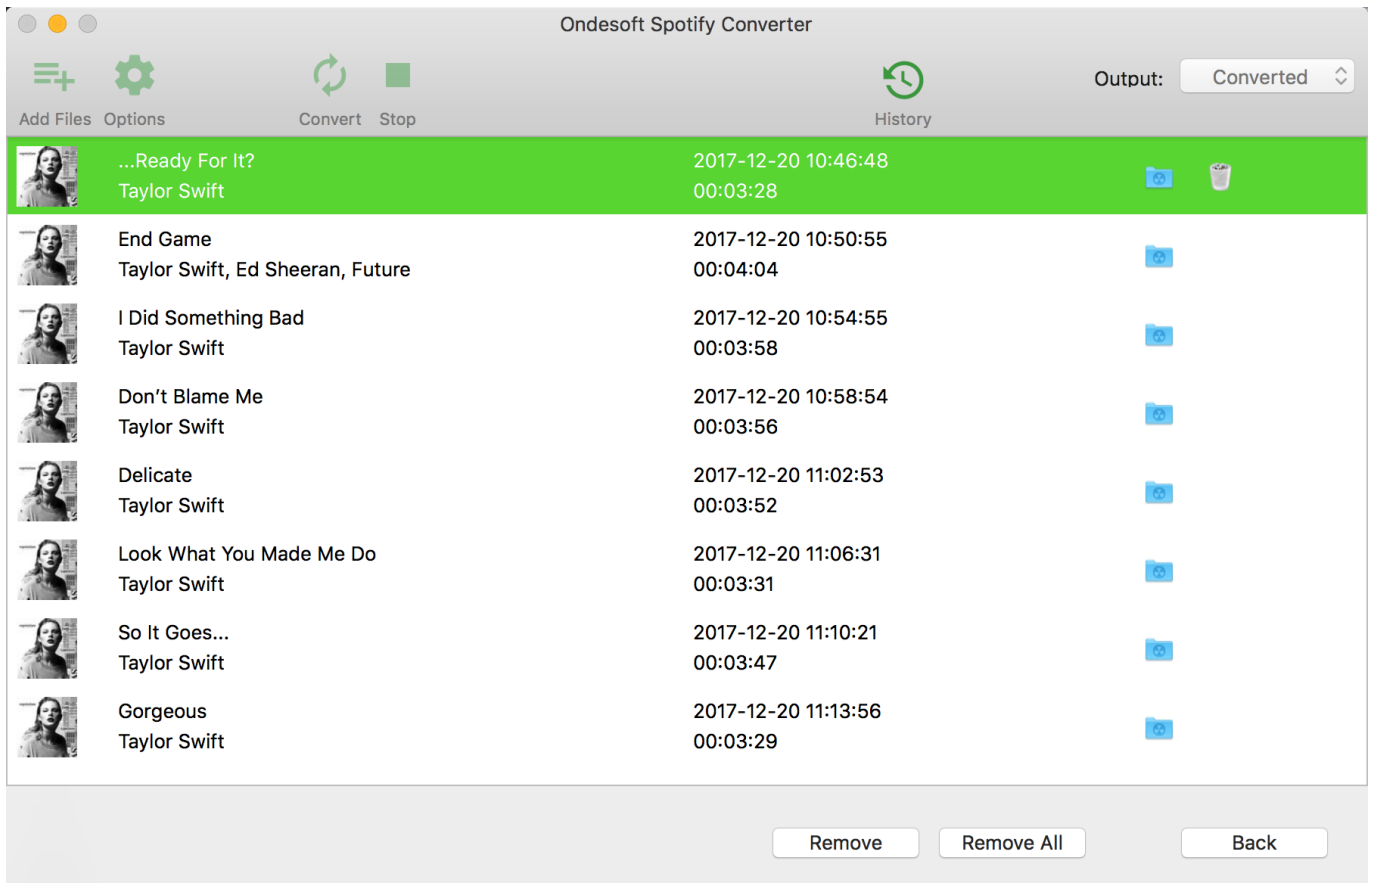 Ondesoft Spotify Converter
Add Files Options Convert Stop History Output: Converted
...Ready For It? 2017-12-20 10:46:48
Taylor Swift 00:03:28
End Game 2017-12-20 10:50:55
Taylor Swift, Ed Sheeran, Future 00:04:04
I Did Something Bad 2017-12-20 10:54:55
Taylor Swift 00:03:58
Don’t Blame Me 2017-12-20 10:58:54
Taylor Swift 00:03:56
Delicate 2017-12-20 11:02:53
Taylor Swift 00:03:52
Look What You Made Me Do 2017-12-20 11:06:31
Taylor Swift 00:03:31
So It Goes... 2017-12-20 11:10:21
Taylor Swift 00:03:47
Gorgeous 2017-12-20 11:13:56
Taylor Swift 00:03:29
Remove Remove All Back